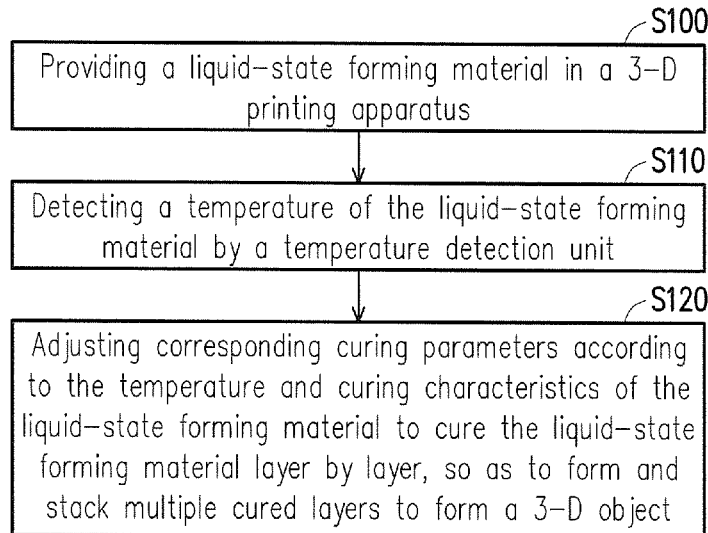 S100
Providing a liquid-state forming material in a 3-D
printing apparatus
S110
Detecting a temperature of the liquid-state forming
material by a temperature detection unit
S120
Adjusting corresponding curing parameters according
to the temperature and curing characteristics of the
liquid-state forming material to cure the liquid-state
forming material layer by layer, so as to form and
stack multiple cured layers to form a 3-D object